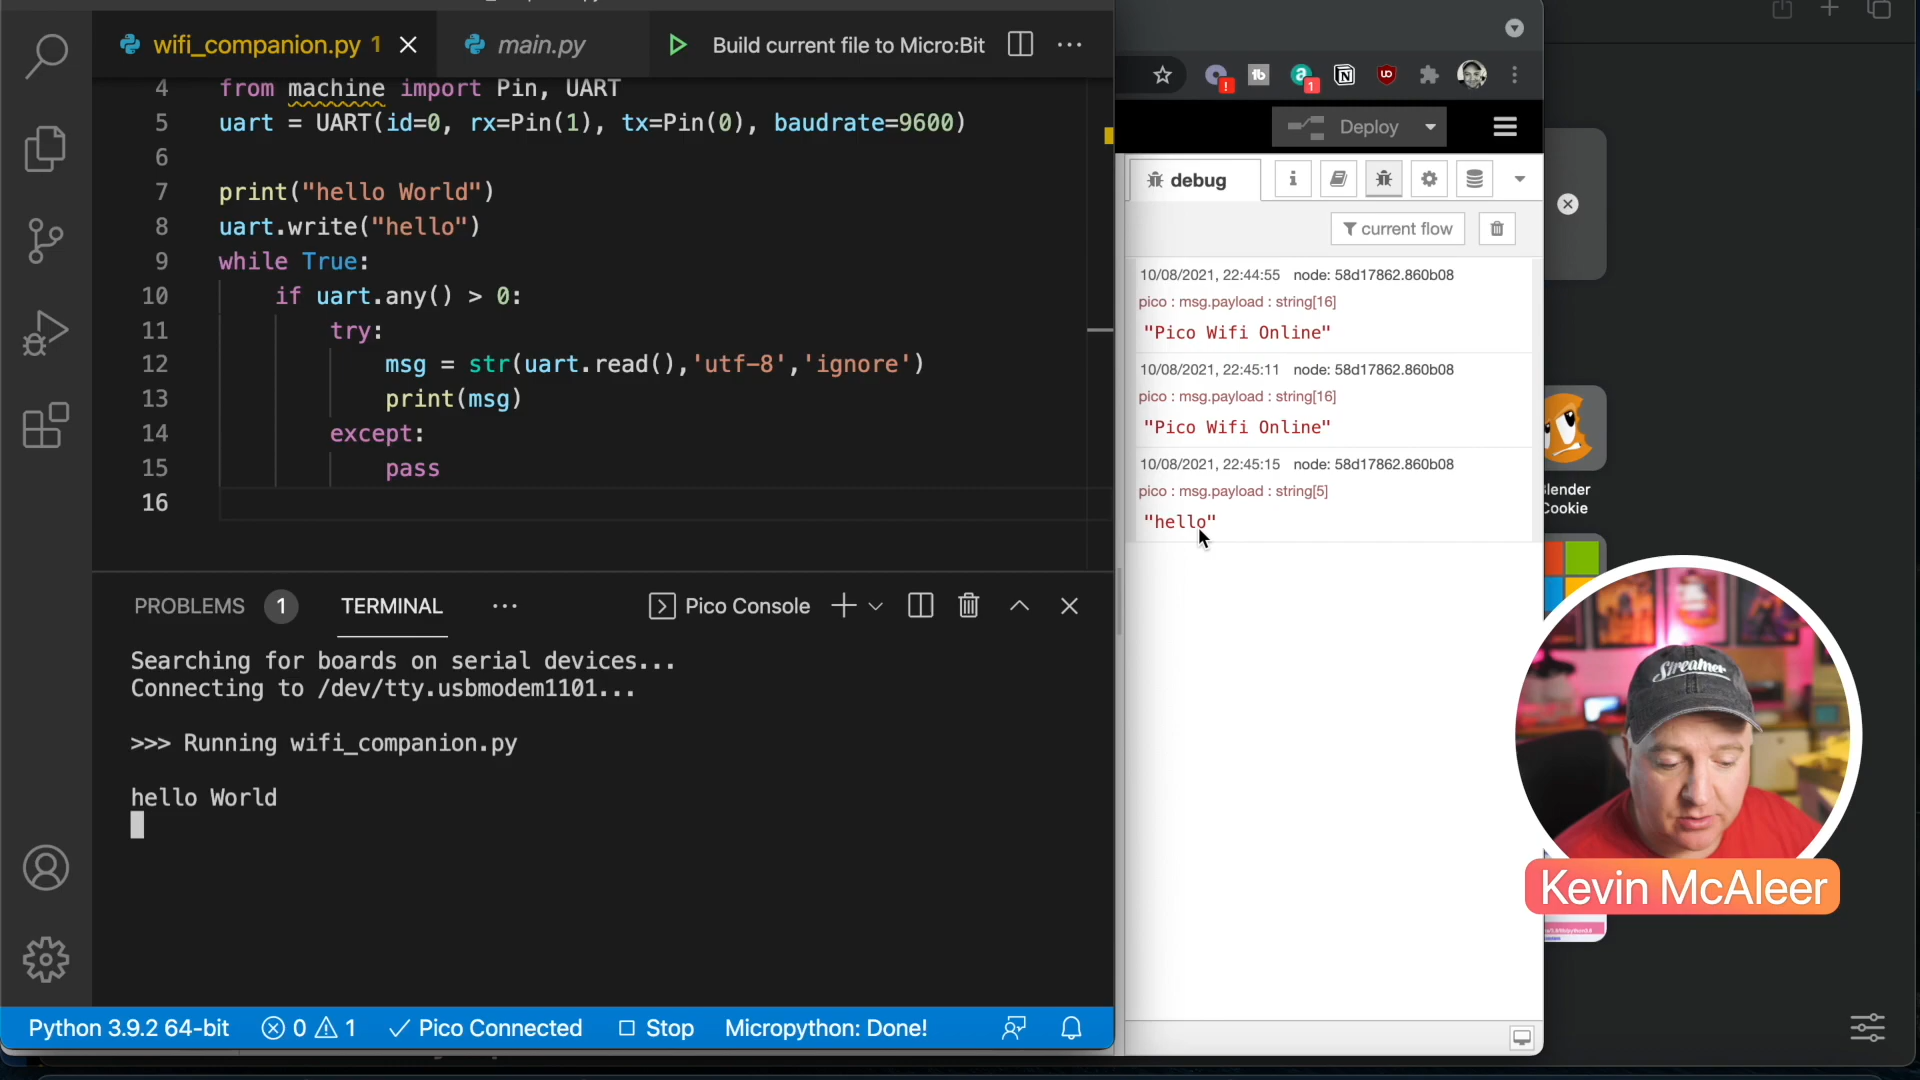 wifi_companion.py 1
main.py
Build current file to Micro:Bit
4 from machine import Pin, UART
5 uart = UART(id=0, rx=Pin(1), tx=Pin(0), baudrate=9600)
6
7 print("hello World")
8 uart.write("hello")
9 while True:
10 if uart.any() > 0:
11 try:
12 msg = str(uart.read(),'utf-8','ignore')
13 print(msg)
14 except:
15 pass
16
PROBLEMS 1 TERMINAL ··· Pico Console
Searching for boards on serial devices...
Connecting to /dev/tty.usbmodem1101...
>>> Running wifi_companion.py
hello World
Python 3.9.2 64-bit 0 1 Pico Connected Stop Micropython: Done!
Deploy
debug
current flow
10/08/2021, 22:44:55 node: 58d17862.860b08
pico : msg.payload : string[16]
"Pico Wifi Online"
10/08/2021, 22:45:11 node: 58d17862.860b08
pico : msg.payload : string[16]
"Pico Wifi Online"
10/08/2021, 22:45:15 node: 58d17862.860b08
pico : msg.payload : string[5]
"hello"
lender
Cookie
Streamer
Kevin McAleer